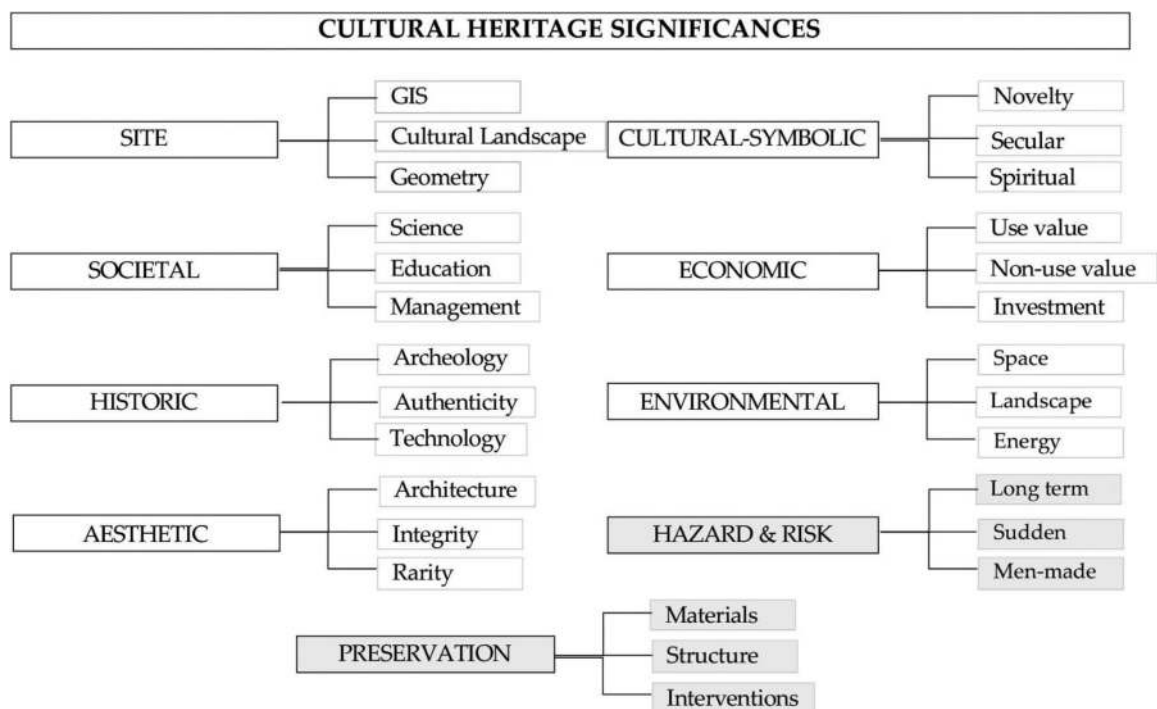 CULTURAL HERITAGE SIGNIFICANCES
SITE
GIS
Cultural Landscape
Geometry
CULTURAL-SYMBOLIC
Novelty
Secular
Spiritual
SOCIETAL
Science
Education
Management
ECONOMIC
Use value
Non-use value
Investment
HISTORIC
Archeology
Authenticity
Technology
ENVIRONMENTAL
Space
Landscape
Energy
AESTHETIC
Architecture
Integrity
Rarity
HAZARD & RISK
Long term
Sudden
Men-made
PRESERVATION
Materials
Structure
Interventions